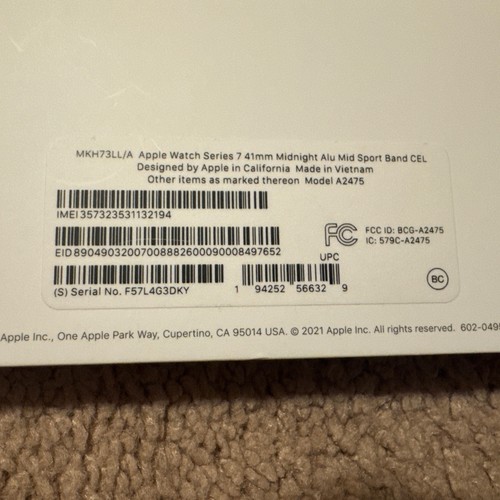 MKH73LL/A Apple Watch Series 7 41mm Midnight Alu Mid Sport Band CEL
Designed by Apple in California Made in Vietnam
Other items as marked thereon Model A2475
IMEI 357323531132194
FC FCC ID: BCG-A2475
IC: 579C-A2475
EID 89049032007008882600090008497652
UPC
(S) Serial No. F57L4G3DKY
1 94252 56632 9
BC
Apple Inc., One Apple Park Way, Cupertino, CA 95014 USA. © 2021 Apple Inc. All rights reserved. 602-049